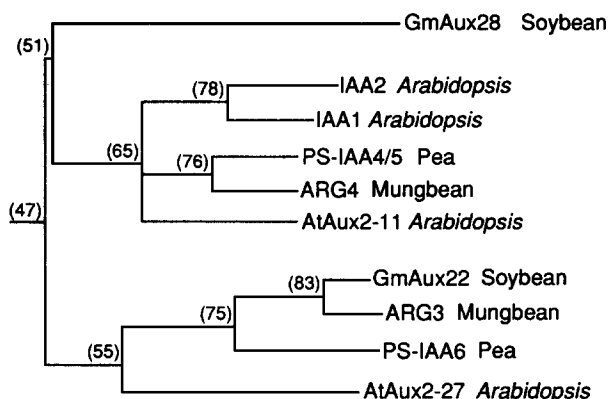 GmAux28 Soybean
(51)
IAA2 Arabidopsis
(78)
IAA1 Arabidopsis
(65)
PS-IAA4/5 Pea
(76)
ARG4 Mungbean
(47)
AtAux2-11 Arabidopsis
GmAux22 Soybean
(83)
ARG3 Mungbean
(75)
PS-IAA6 Pea
(55)
AtAux2-27 Arabidopsis